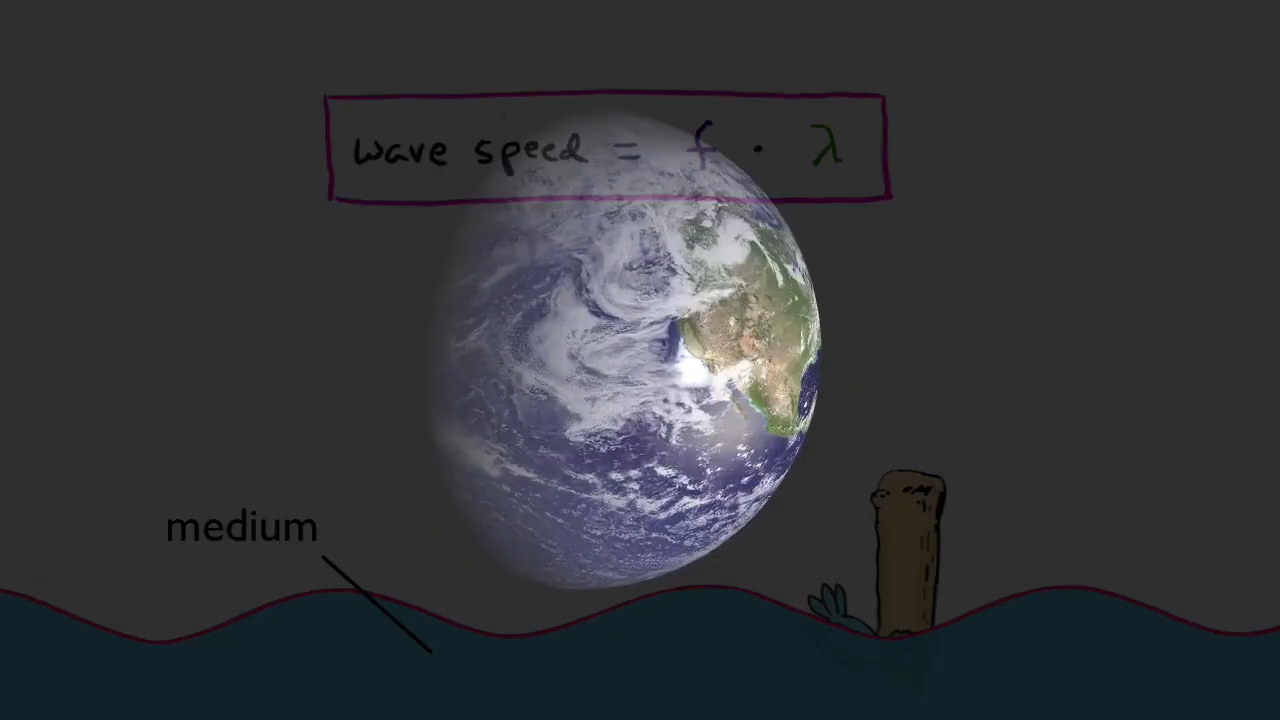 wave speed = f · λ
medium